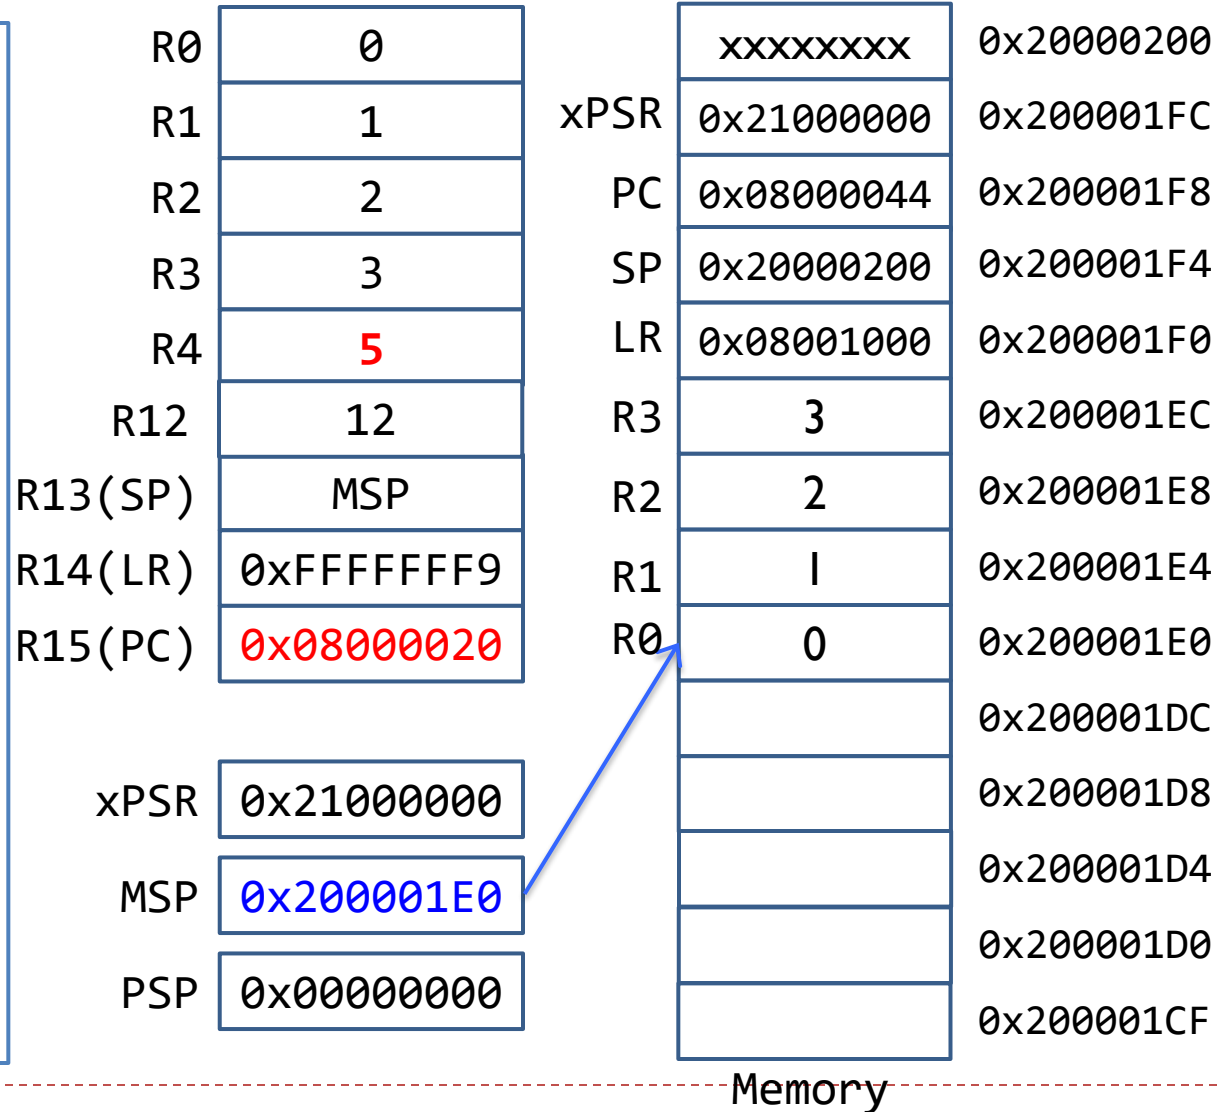 R0 0
R1 1
R2 2
R3 3
R4 5
R12 12
R13(SP) MSP
R14(LR) 0xFFFFFFF9
R15(PC) 0x08000020
xPSR 0x21000000
MSP 0x200001E0
PSP 0x00000000
xxxxxxxx 0x20000200
xPSR 0x21000000 0x200001FC
PC 0x08000044 0x200001F8
SP 0x20000200 0x200001F4
LR 0x08001000 0x200001F0
R3 3 0x200001EC
R2 2 0x200001E8
R1 1 0x200001E4
R0 0 0x200001E0
0x200001DC
0x200001D8
0x200001D4
0x200001D0
0x200001CF
Memory